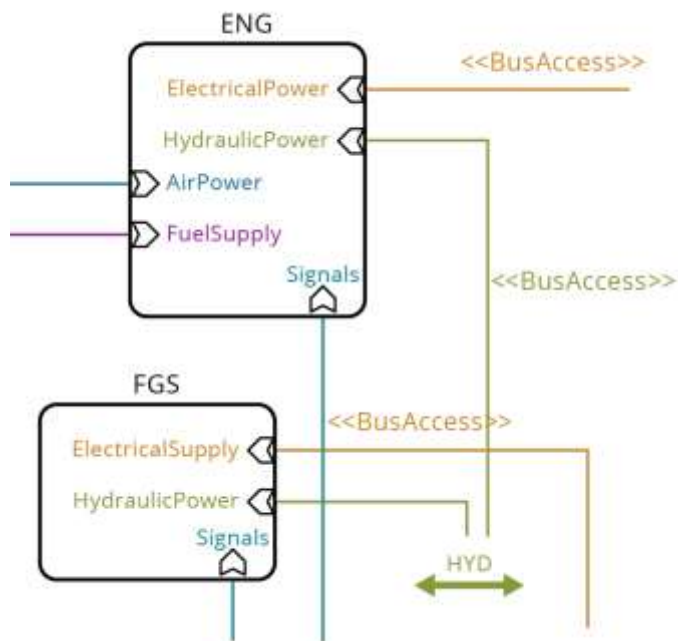 ENG
<<BusAccess>>
ElectricalPower
HydraulicPower
AirPower
FuelSupply
Signals
<<BusAccess>>
FGS
<<BusAccess>>
ElectricalSupply
HydraulicPower
Signals
HYD